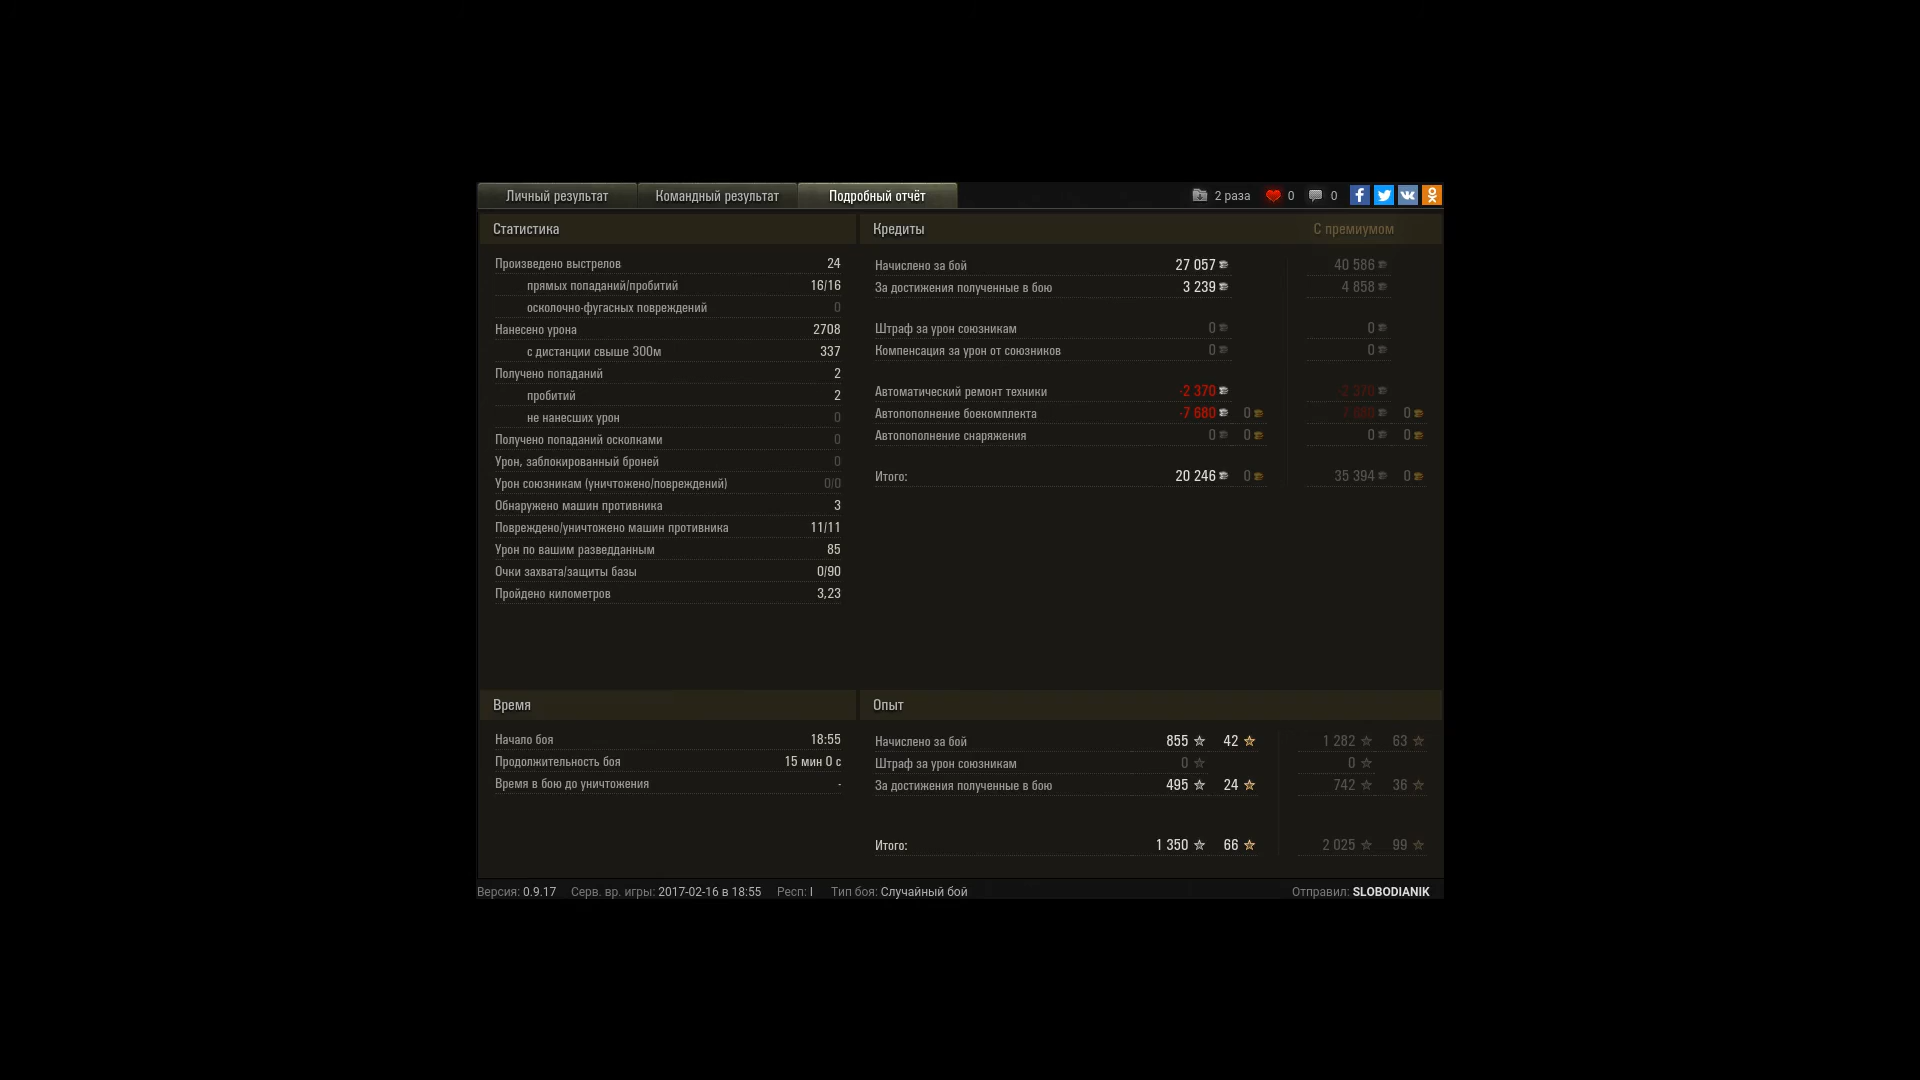 Личный результат Командный результат Подробный отчёт 2 раза 0 0
Статистика
Произведено выстрелов 24
прямых попаданий/пробитий 16/16
осколочно-фугасных повреждений 0
Нанесено урона 2708
с дистанции свыше 300м 337
Получено попаданий 2
пробитий 2
не нанесших урон 0
Получено попаданий осколками 0
Урон, заблокированный броней 0
Урон союзникам (уничтожено/повреждений) 0/0
Обнаружено машин противника 3
Повреждено/уничтожено машин противника 11/11
Урон по вашим разведданным 85
Очки захвата/защиты базы 0/90
Пройдено километров 3,23
Кредиты С премиумом
Начислено за бой 27 057 40 586
За достижения полученные в бою 3 239 4 858
Штраф за урон союзникам 0 0
Компенсация за урон от союзников 0 0
Автоматический ремонт техники -2 370 -2 370
Автопополнение боекомплекта -7 680 0 -7 680 0
Автопополнение снаряжения 0 0 0 0
Итого: 20 246 0 35 394 0
Время
Начало боя 18:55
Продолжительность боя 15 мин 0 с
Время в бою до уничтожения -
Опыт
Начислено за бой 855 42 1 282 63
Штраф за урон союзникам 0 0
За достижения полученные в бою 495 24 742 36
Итого: 1 350 66 2 025 99
Версия: 0.9.17 Серв. вр. игры: 2017-02-16 в 18:55 Респ: I Тип боя: Случайный бой Отправил: SLOBODIANIK